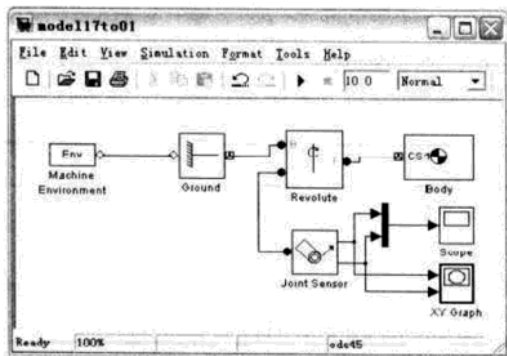 model17to01
File Edit View Simulation Format Tools Help
10.0 Normal
Env
Machine
Environment
Ground
B
Revolute
CS1
Body
Joint Sensor
Scope
XY Graph
Ready 100% ode45